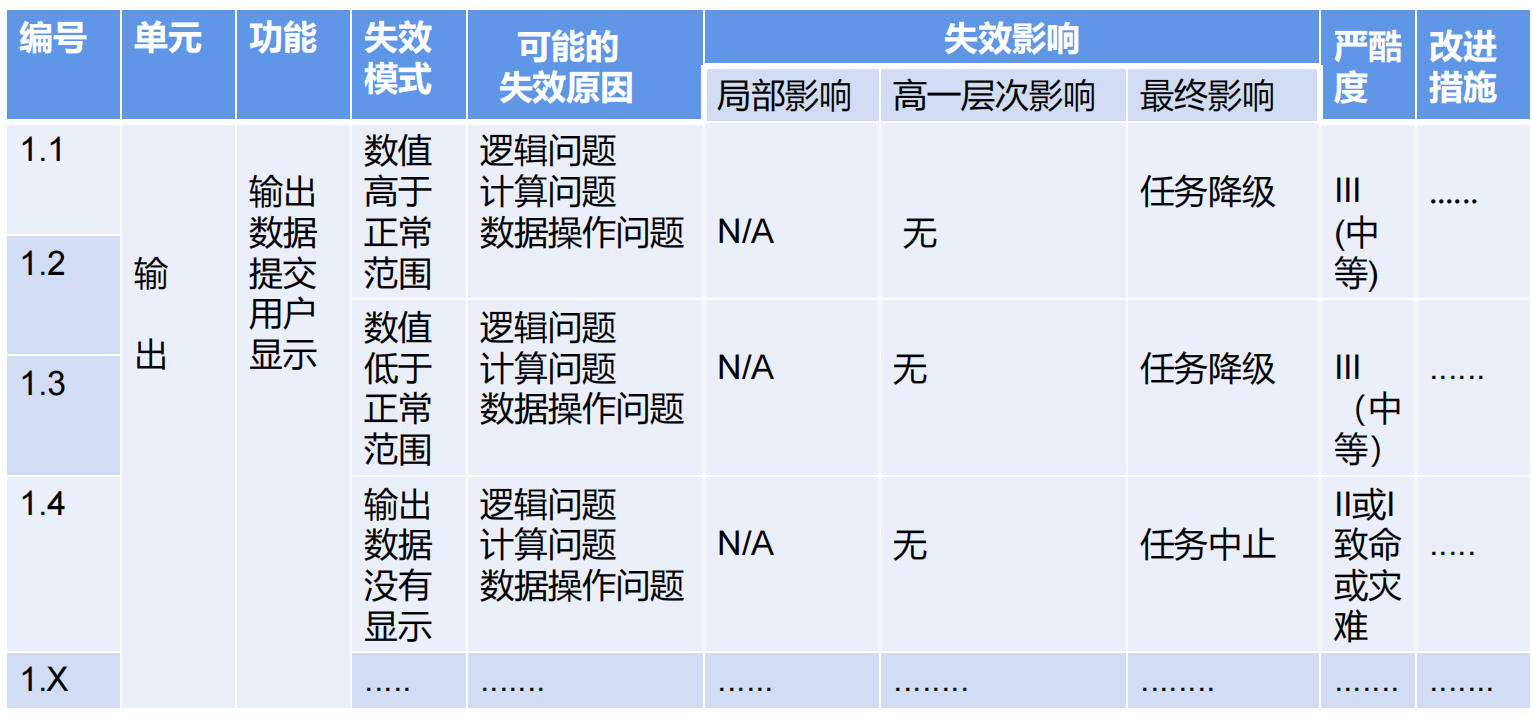 编号
单元
功能
失效
模式
可能的
失效原因
失效影响
严酷
度
改进
措施
局部影响
高一层次影响
最终影响
1.1
输
出
输出
数据
提交
用户
显示
数值
高于
正常
范围
逻辑问题
计算问题
数据操作问题
N/A
无
任务降级
III
(中
等)
......
1.2
1.3
数值
低于
正常
范围
逻辑问题
计算问题
数据操作问题
N/A
无
任务降级
III
（中
等）
......
1.4
输出
数据
没有
显示
逻辑问题
计算问题
数据操作问题
N/A
无
任务中止
II或I
致命
或灾
难
.....
1.X
.....
.......
......
........
........
.......
.......